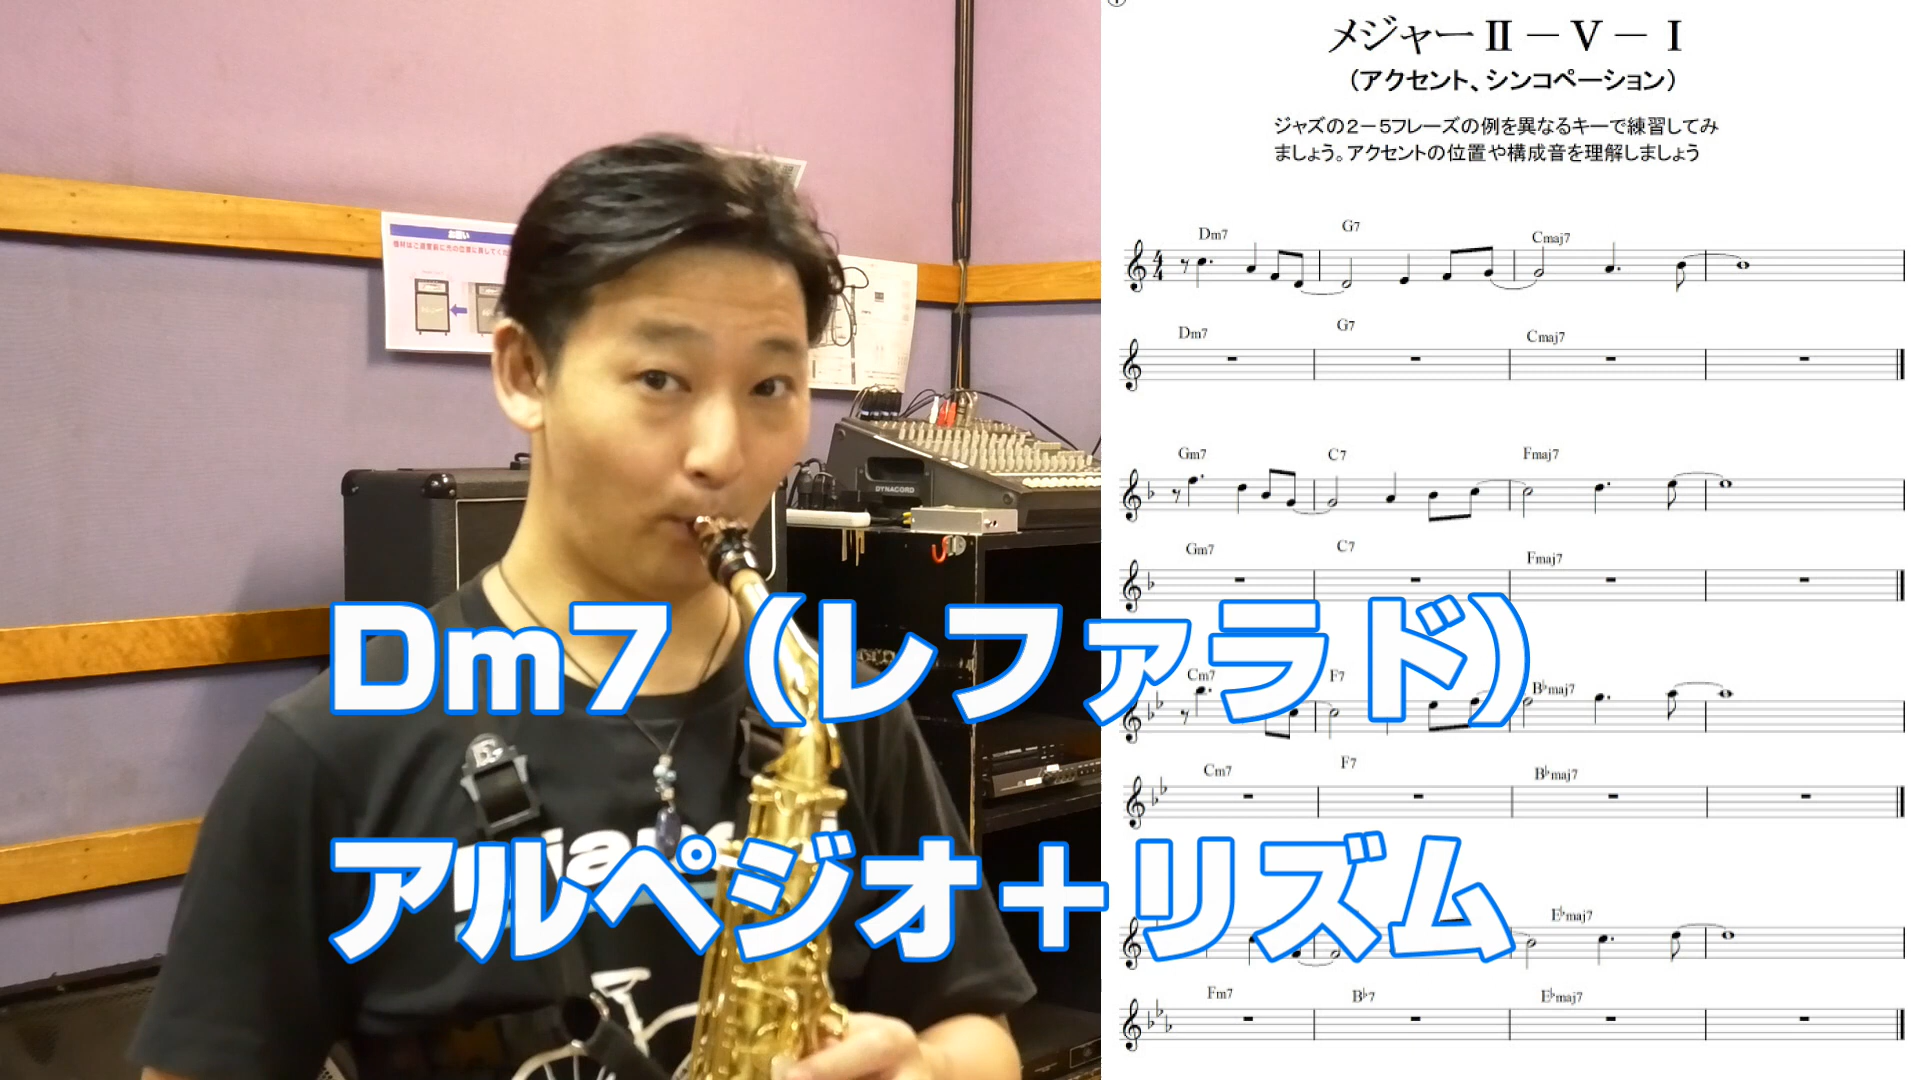 お願い
メジャーⅡ－Ⅴ－Ⅰ
（アクセント、シンコペーション）
ジャズの２－５フレーズの例を異なるキーで練習してみ
ましょう。アクセントの位置や構成音を理解しましょう
Dm7 G7 Cmaj7
Dm7 G7 Cmaj7
Gm7 C7 Fmaj7
DYNACORD
Gm7 C7 Fmaj7
Dm7（レファラド）
Cm7 F7 B♭maj7
Cm7 F7 B♭maj7
アルペジオ＋リズム
E♭maj7
Fm7 B♭7 E♭maj7